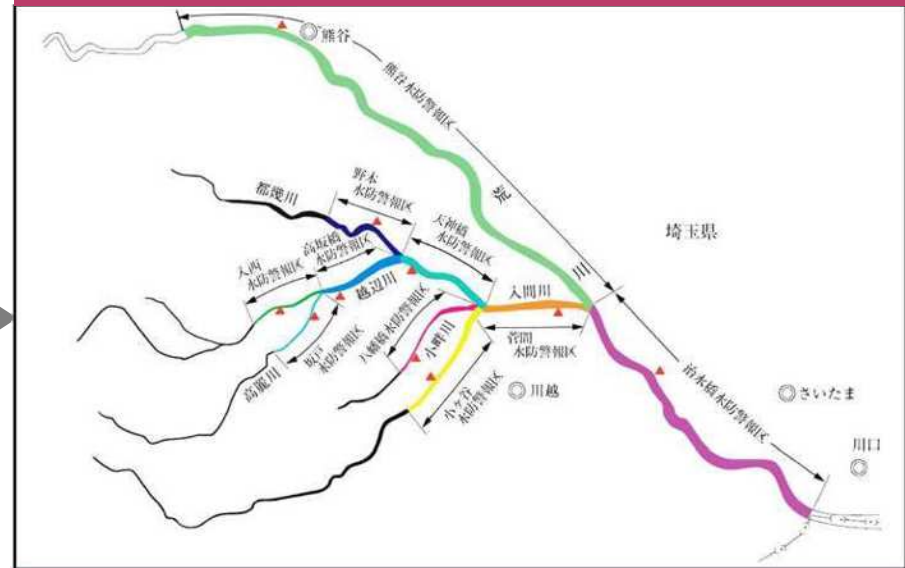 熊谷
熊谷水防警報区
荒
川
埼玉県
都幾川
野本
水防警報区
天神橋
水防警報区
高坂橋
水防警報区
入西
水防警報区
越辺川
入間川
菅間
水防警報区
八幡橋水防警報区
小畔川
坂戸
水防警報区
高麗川
小ヶ谷
水防警報区
川越
治水橋水防警報区
さいたま
川口